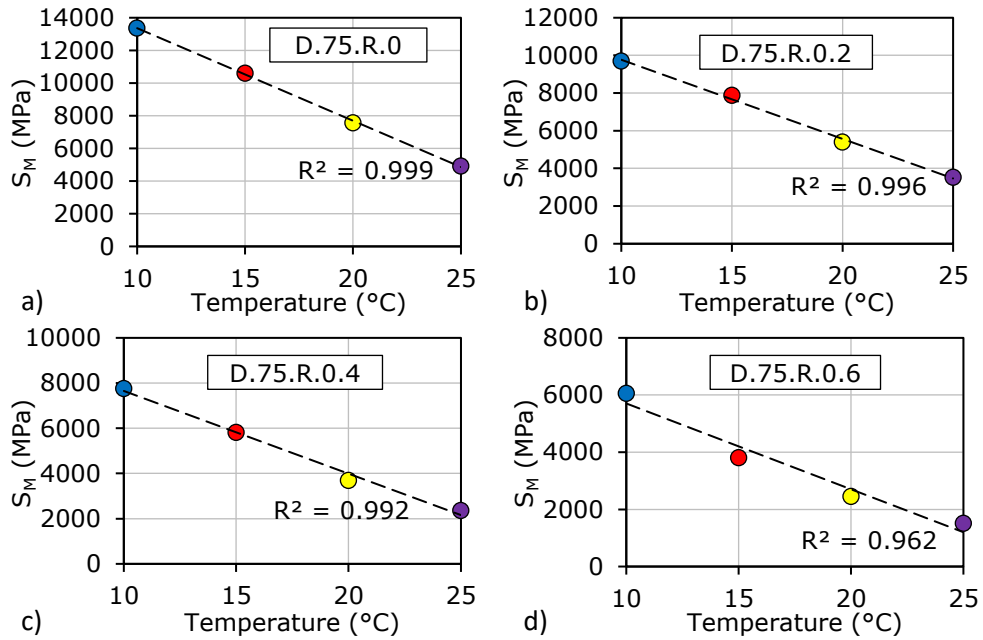 14000
12000
10000
8000
6000
4000
2000
0
S_M (MPa)
D.75.R.0
R² = 0.999
10 15 20 25
Temperature (°C)
a)
12000
10000
8000
6000
4000
2000
0
S_M (MPa)
D.75.R.0.2
R² = 0.996
10 15 20 25
Temperature (°C)
b)
10000
8000
6000
4000
2000
0
S_M (MPa)
D.75.R.0.4
R² = 0.992
10 15 20 25
Temperature (°C)
c)
8000
6000
4000
2000
0
S_M (MPa)
D.75.R.0.6
R² = 0.962
10 15 20 25
Temperature (°C)
d)